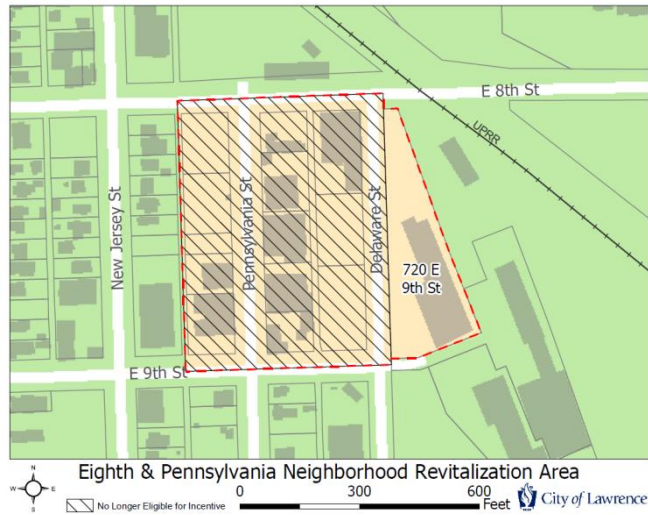 E 8th St
UPRR
New Jersey St
Pennsylvania St
Delaware St
720 E
9th St
E 9th St
Eighth & Pennsylvania Neighborhood Revitalization Area
N
W E
S
No Longer Eligible for Incentive
0 300 600
Feet
City of Lawrence